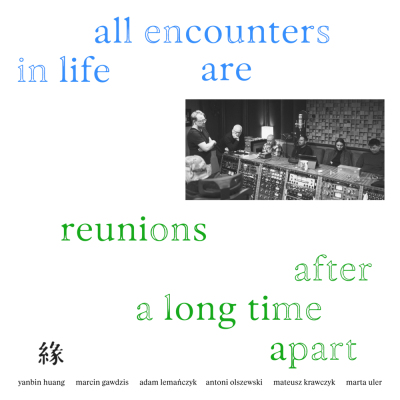 all encounters
in life are
reunions
after
a long time
apart
緣
yanbin huang marcin gawdzis adam lemańczyk antoni olszewski mateusz krawczyk marta uler